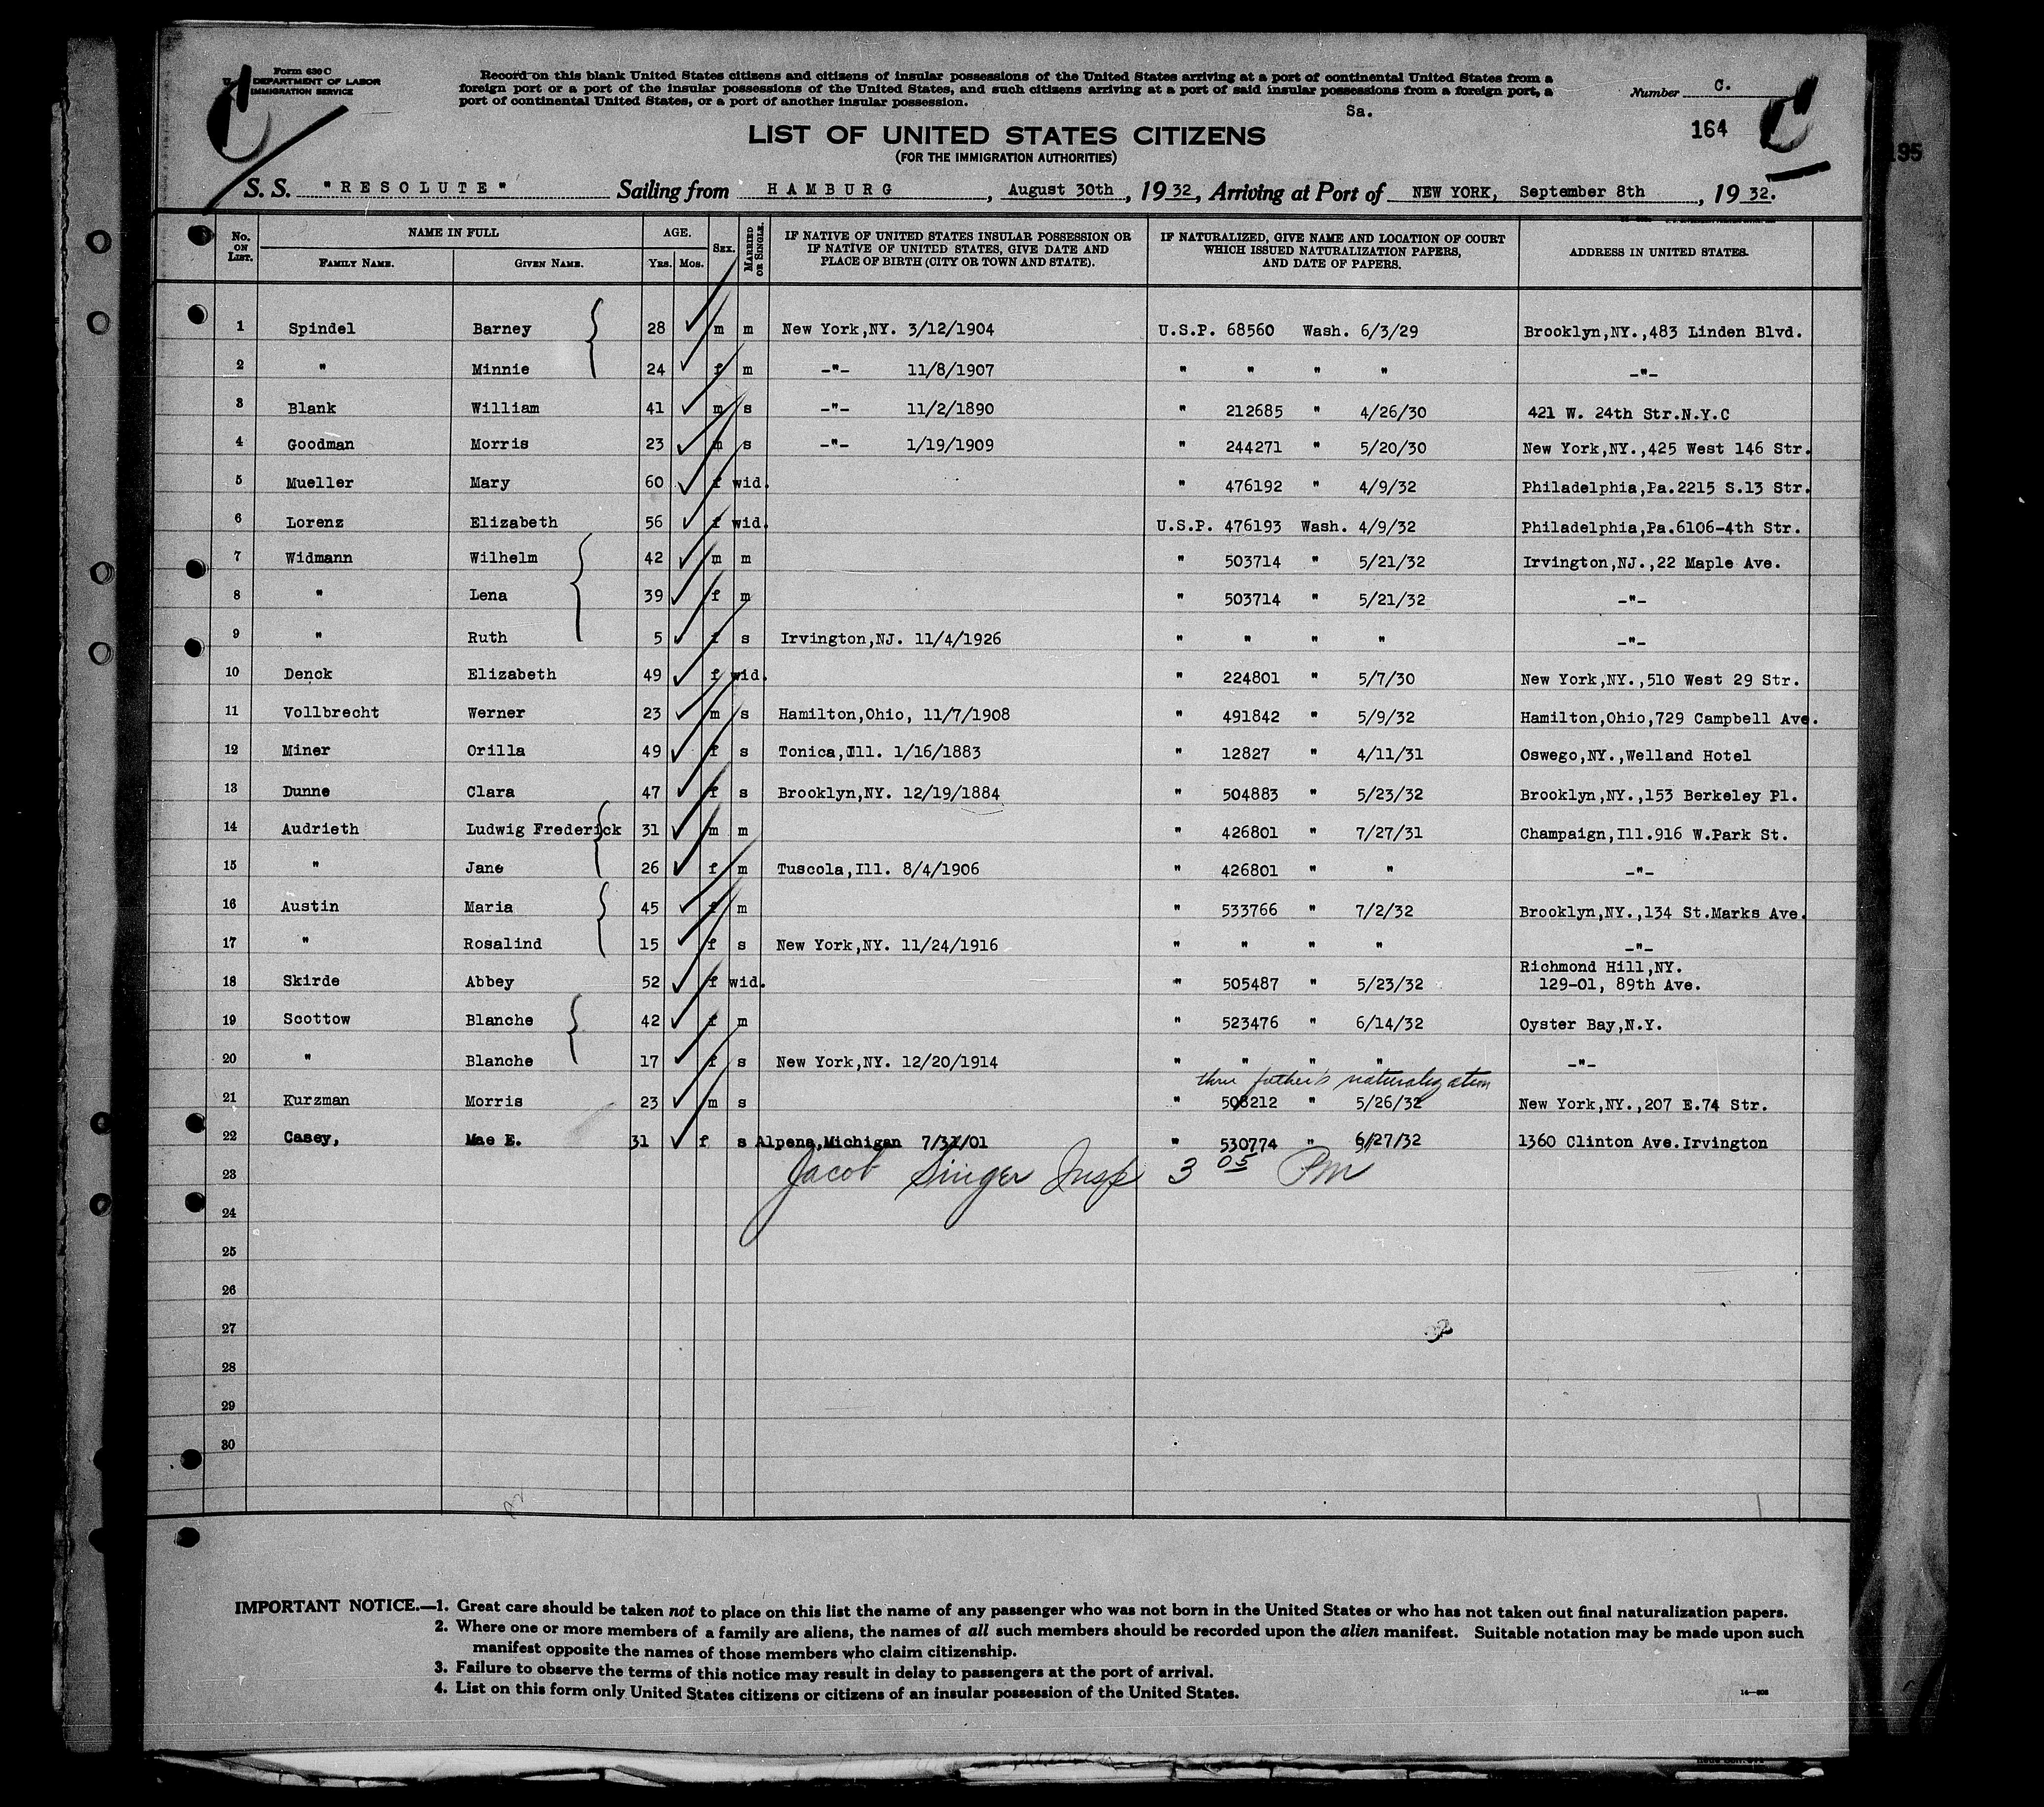 Form 630 C
U. S. DEPARTMENT OF LABOR
IMMIGRATION SERVICE
Record on this blank United States citizens and citizens of insular possessions of the United States arriving at a port of continental United States from a
foreign port or a port of the insular possessions of the United States, and such citizens arriving at a port of said insular possessions from a foreign port, a
port of continental United States, or a port of another insular possession.
Sa.
Number C.
164
195
LIST OF UNITED STATES CITIZENS
(FOR THE IMMIGRATION AUTHORITIES)
S. S. "RESOLUTE" Sailing from HAMBURG, August 30th, 1932, Arriving at Port of NEW YORK, September 8th, 1932.
No. ON LIST. NAME IN FULL FAMILY NAME. GIVEN NAME. AGE. Yrs. Mos. SEX. MARRIED OR SINGLE. IF NATIVE OF UNITED STATES INSULAR POSSESSION OR IF NATIVE OF UNITED STATES, GIVE DATE AND PLACE OF BIRTH (CITY OR TOWN AND STATE). IF NATURALIZED, GIVE NAME AND LOCATION OF COURT WHICH ISSUED NATURALIZATION PAPERS, AND DATE OF PAPERS. ADDRESS IN UNITED STATES.
1 Spindel Barney 28 m m New York,NY. 3/12/1904 U.S.P. 68560 Wash. 6/3/29 Brooklyn,NY.,483 Linden Blvd.
2 " Minnie 24 f m -"- 11/8/1907 " " " " -"-
3 Blank William 41 m s -"- 11/2/1890 " 212685 " 4/26/30 421 W. 24th Str.N.Y.C
4 Goodman Morris 23 m s -"- 1/19/1909 " 244271 " 5/20/30 New York,NY.,425 West 146 Str.
5 Mueller Mary 60 f wid. " 476192 " 4/9/32 Philadelphia,Pa.2215 S.13 Str.
6 Lorenz Elizabeth 56 f wid. U.S.P. 476193 Wash. 4/9/32 Philadelphia,Pa.6106-4th Str.
7 Widmann Wilhelm 42 m m " 503714 " 5/21/32 Irvington,NJ.,22 Maple Ave.
8 " Lena 39 f m " 503714 " 5/21/32 -"-
9 " Ruth 5 f s Irvington,NJ. 11/4/1926 " " " " -"-
10 Denck Elizabeth 49 f wid. " 224801 " 5/7/30 New York,NY.,510 West 29 Str.
11 Vollbrecht Werner 23 m s Hamilton,Ohio, 11/7/1908 " 491842 " 5/9/32 Hamilton,Ohio,729 Campbell Ave.
12 Miner Orilla 49 f s Tonica,Ill. 1/16/1883 " 12827 " 4/11/31 Oswego,NY.,Welland Hotel
13 Dunne Clara 47 f s Brooklyn,NY. 12/19/1884 " 504883 " 5/23/32 Brooklyn,NY.,153 Berkeley Pl.
14 Audrieth Ludwig Frederick 31 m m " 426801 " 7/27/31 Champaign,Ill.916 W.Park St.
15 " Jane 26 f m Tuscola,Ill. 8/4/1906 " 426801 " " -"-
16 Austin Maria 45 f m " 533766 " 7/2/32 Brooklyn,NY.,134 St.Marks Ave.
17 " Rosalind 15 f s New York,NY. 11/24/1916 " " " " -"-
18 Skirde Abbey 52 f wid. " 505487 " 5/23/32 Richmond Hill,NY.
129-01, 89th Ave.
19 Scottow Blanche 42 f m " 523476 " 6/14/32 Oyster Bay,N.Y.
20 " Blanche 17 f s New York,NY. 12/20/1914 " " " " -"-
thru father's naturalization
21 Kurzman Morris 23 m s " 508212 " 5/26/32 New York,NY.,207 E.74 Str.
22 Casey, Mae E. 31 f s Alpena,Michigan 7/31/01 " 530774 " 6/27/32 1360 Clinton Ave.Irvington
23 Jacob Singer Insp 3 05 PM
24
25
26
27
28
29
30
IMPORTANT NOTICE.—1. Great care should be taken not to place on this list the name of any passenger who was not born in the United States or who has not taken out final naturalization papers.
2. Where one or more members of a family are aliens, the names of all such members should be recorded upon the alien manifest. Suitable notation may be made upon such
manifest opposite the names of those members who claim citizenship.
3. Failure to observe the terms of this notice may result in delay to passengers at the port of arrival.
4. List on this form only United States citizens or citizens of an insular possession of the United States.